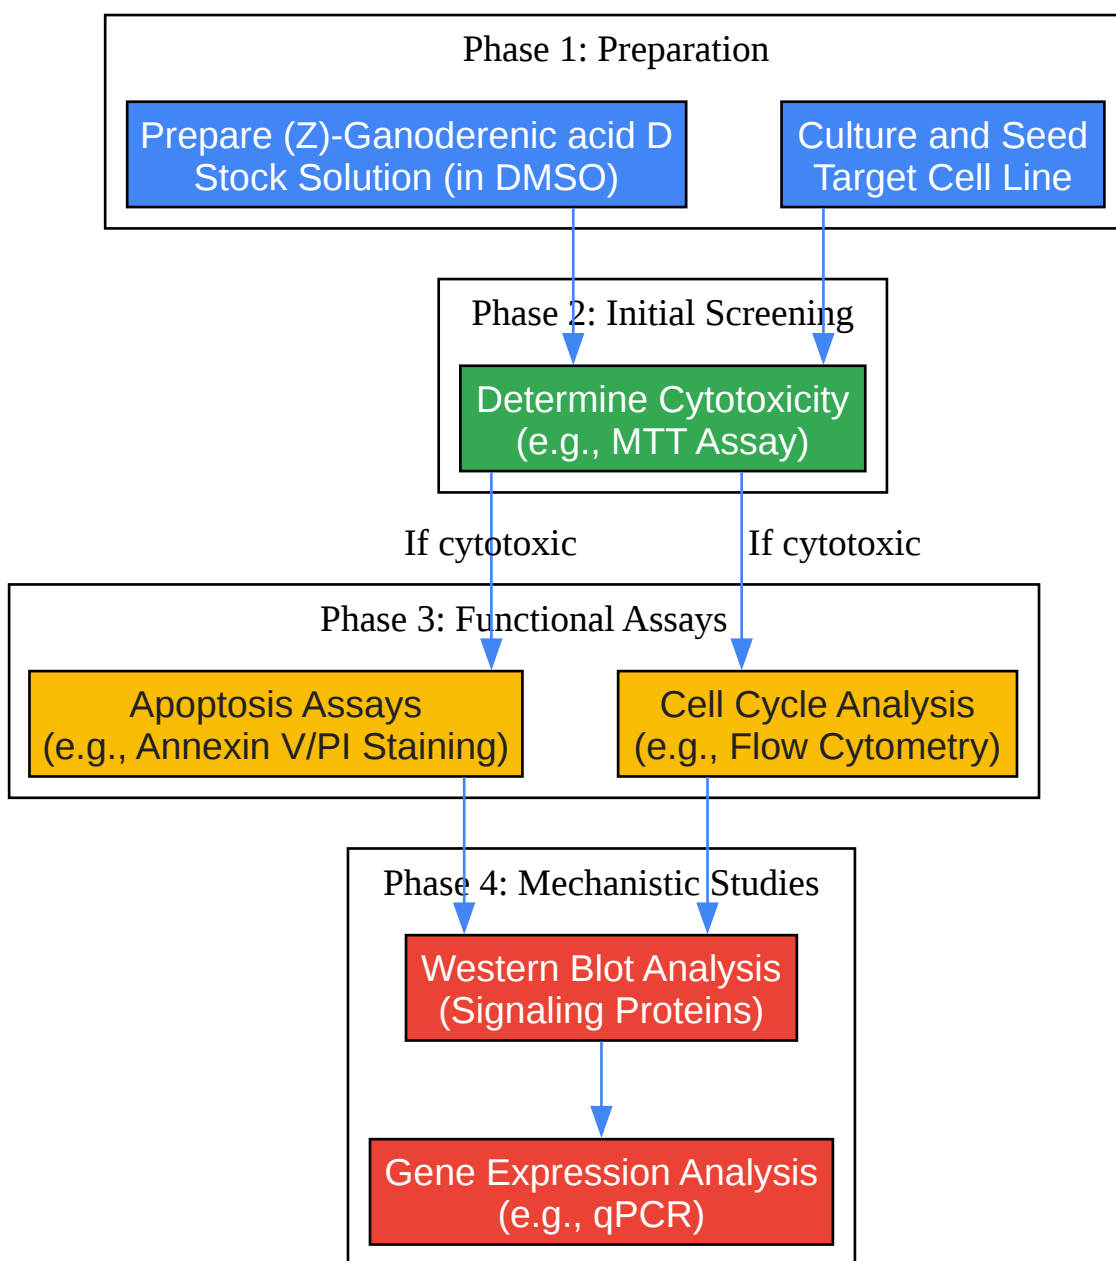 Phase 1: Preparation
Prepare (Z)-Ganoderenic acid D
Stock Solution (in DMSO)
Culture and Seed
Target Cell Line
Phase 2: Initial Screening
Determine Cytotoxicity
(e.g., MTT Assay)
If cytotoxic
If cytotoxic
Phase 3: Functional Assays
Apoptosis Assays
(e.g., Annexin V/PI Staining)
Cell Cycle Analysis
(e.g., Flow Cytometry)
Phase 4: Mechanistic Studies
Western Blot Analysis
(Signaling Proteins)
Gene Expression Analysis
(e.g., qPCR)